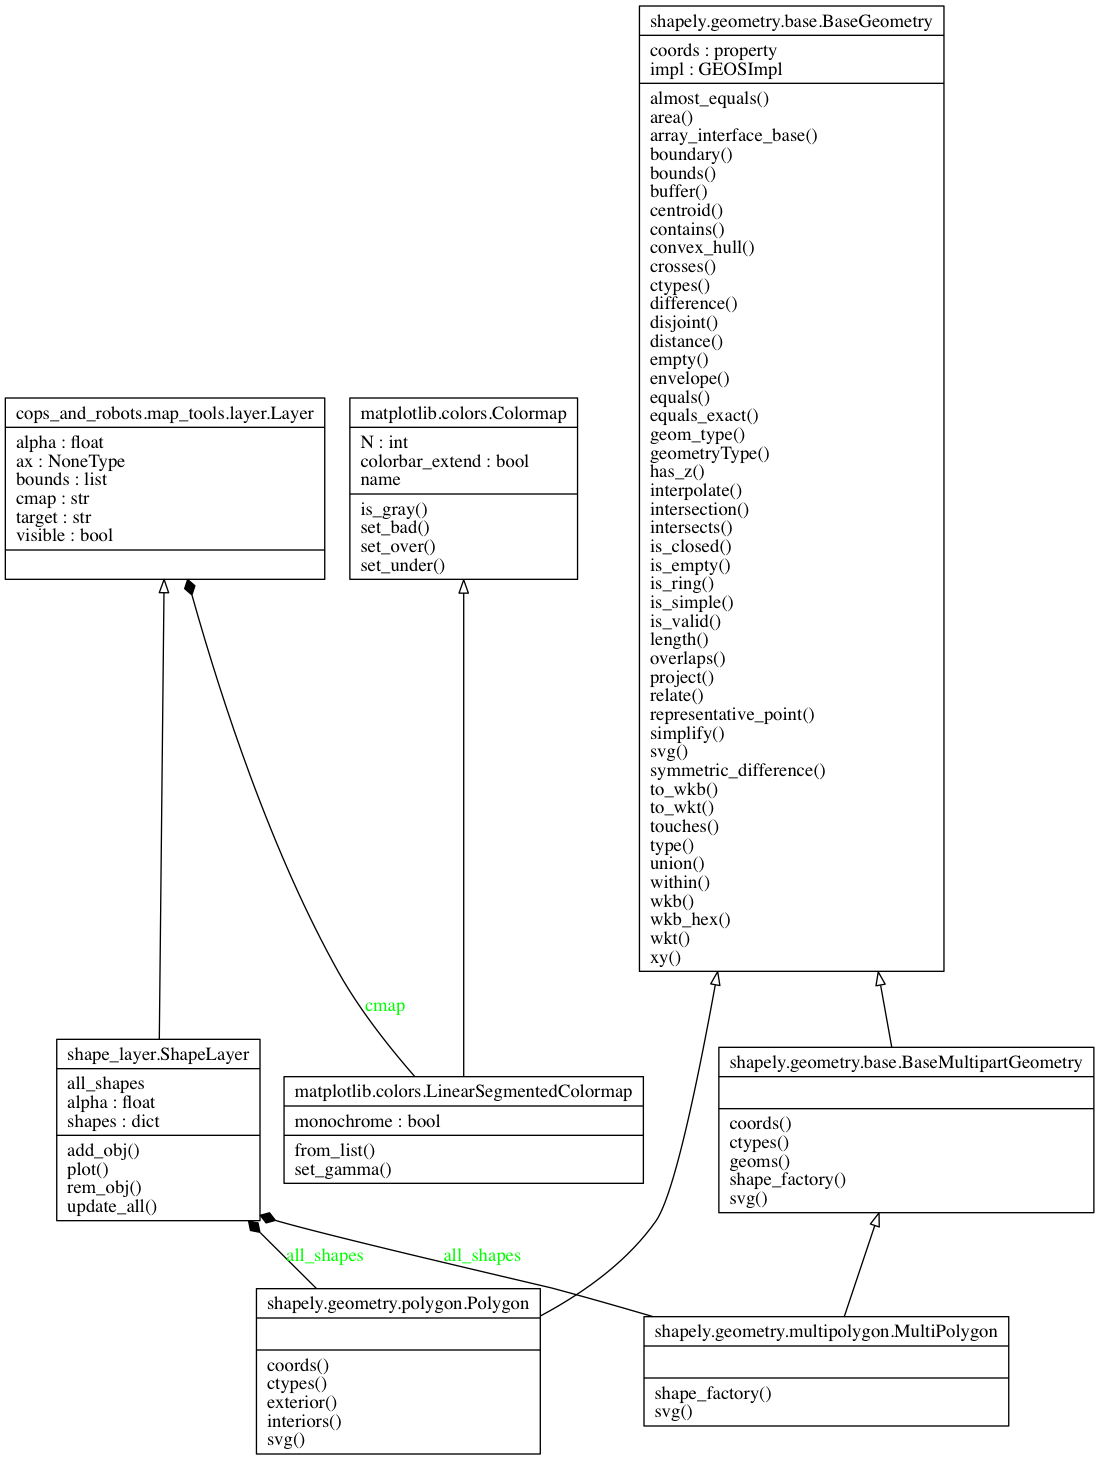 shapely.geometry.base.BaseGeometry
coords : property
impl : GEOSImpl
almost_equals()
area()
array_interface_base()
boundary()
bounds()
buffer()
centroid()
contains()
convex_hull()
crosses()
ctypes()
difference()
disjoint()
distance()
empty()
envelope()
equals()
equals_exact()
geom_type()
geometryType()
has_z()
interpolate()
intersection()
intersects()
is_closed()
is_empty()
is_ring()
is_simple()
is_valid()
length()
overlaps()
project()
relate()
representative_point()
simplify()
svg()
symmetric_difference()
to_wkb()
to_wkt()
touches()
type()
union()
within()
wkb()
wkb_hex()
wkt()
xy()
cops_and_robots.map_tools.layer.Layer
alpha : float
ax : NoneType
bounds : list
cmap : str
target : str
visible : bool
matplotlib.colors.Colormap
N : int
colorbar_extend : bool
name
is_gray()
set_bad()
set_over()
set_under()
cmap
shape_layer.ShapeLayer
all_shapes
alpha : float
shapes : dict
add_obj()
plot()
rem_obj()
update_all()
matplotlib.colors.LinearSegmentedColormap
monochrome : bool
from_list()
set_gamma()
shapely.geometry.base.BaseMultipartGeometry
coords()
ctypes()
geoms()
shape_factory()
svg()
all_shapes
all_shapes
shapely.geometry.polygon.Polygon
coords()
ctypes()
exterior()
interiors()
svg()
shapely.geometry.multipolygon.MultiPolygon
shape_factory()
svg()